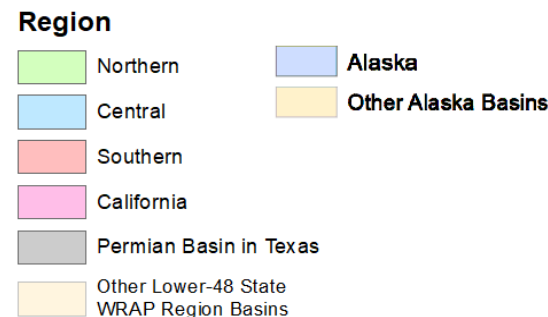 Region
Northern
Central
Southern
California
Permian Basin in Texas
Other Lower-48 State
WRAP Region Basins
Alaska
Other Alaska Basins